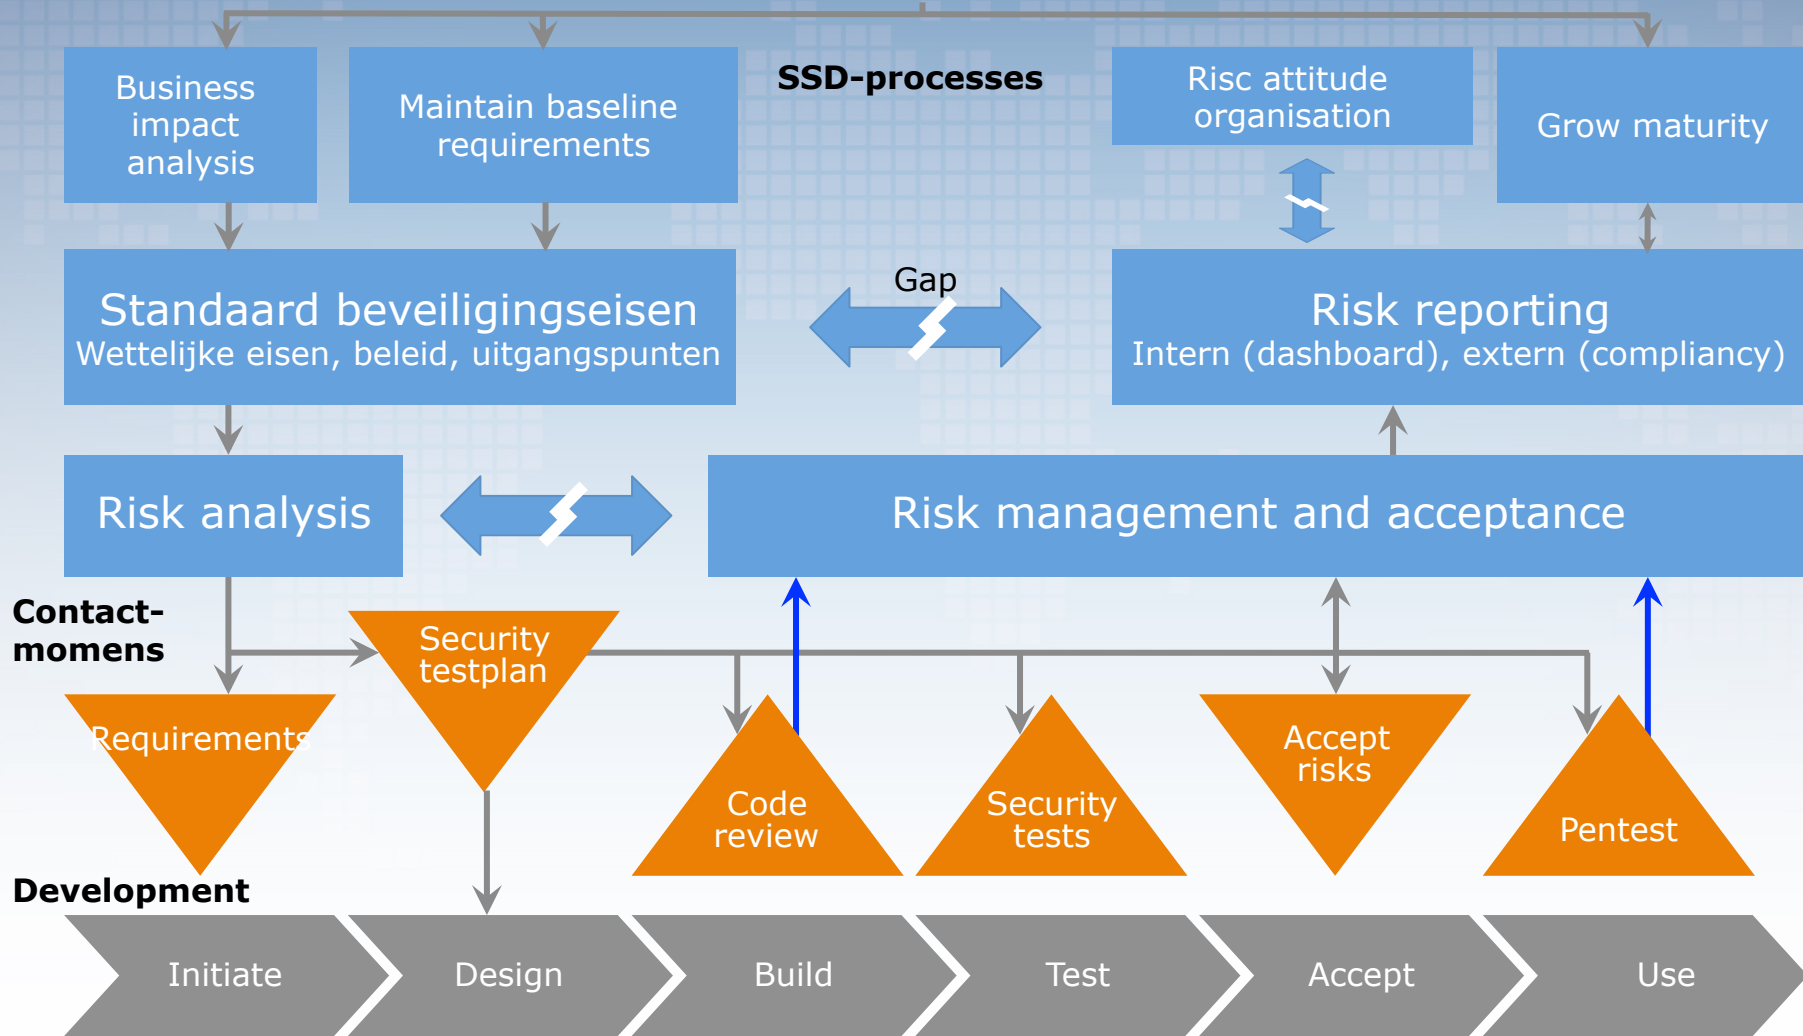 Business
impact
analysis
Maintain baseline
requirements
SSD-processes
Risc attitude
organisation
Grow maturity
Standaard beveiligingseisen
Wettelijke eisen, beleid, uitgangspunten
Gap
Risk reporting
Intern (dashboard), extern (compliancy)
Risk analysis
Risk management and acceptance
Contact-
momens
Security
testplan
Requirements
Code
review
Security
tests
Accept
risks
Pentest
Development
Initiate
Design
Build
Test
Accept
Use